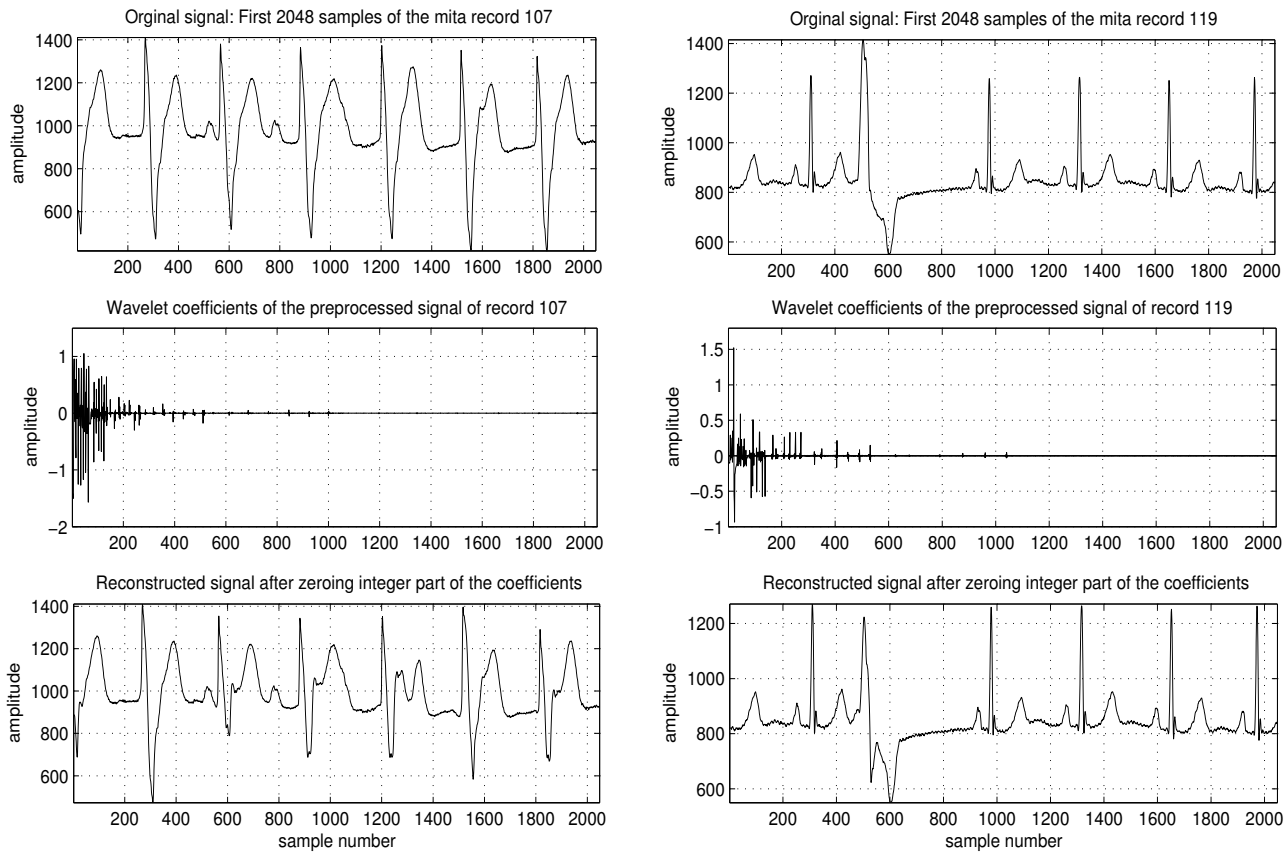 Orginal signal: First 2048 samples of the mita record 107
1400
1200
1000
800
600
amplitude
200 400 600 800 1000 1200 1400 1600 1800 2000
Orginal signal: First 2048 samples of the mita record 119
1400
1200
1000
800
600
amplitude
200 400 600 800 1000 1200 1400 1600 1800 2000
Wavelet coefficients of the preprocessed signal of record 107
1
0
−1
−2
amplitude
200 400 600 800 1000 1200 1400 1600 1800 2000
Wavelet coefficients of the preprocessed signal of record 119
1.5
1
0.5
0
−0.5
−1
amplitude
200 400 600 800 1000 1200 1400 1600 1800 2000
Reconstructed signal after zeroing integer part of the coefficients
1400
1200
1000
800
600
amplitude
200 400 600 800 1000 1200 1400 1600 1800 2000
sample number
Reconstructed signal after zeroing integer part of the coefficients
1200
1000
800
600
amplitude
200 400 600 800 1000 1200 1400 1600 1800 2000
sample number